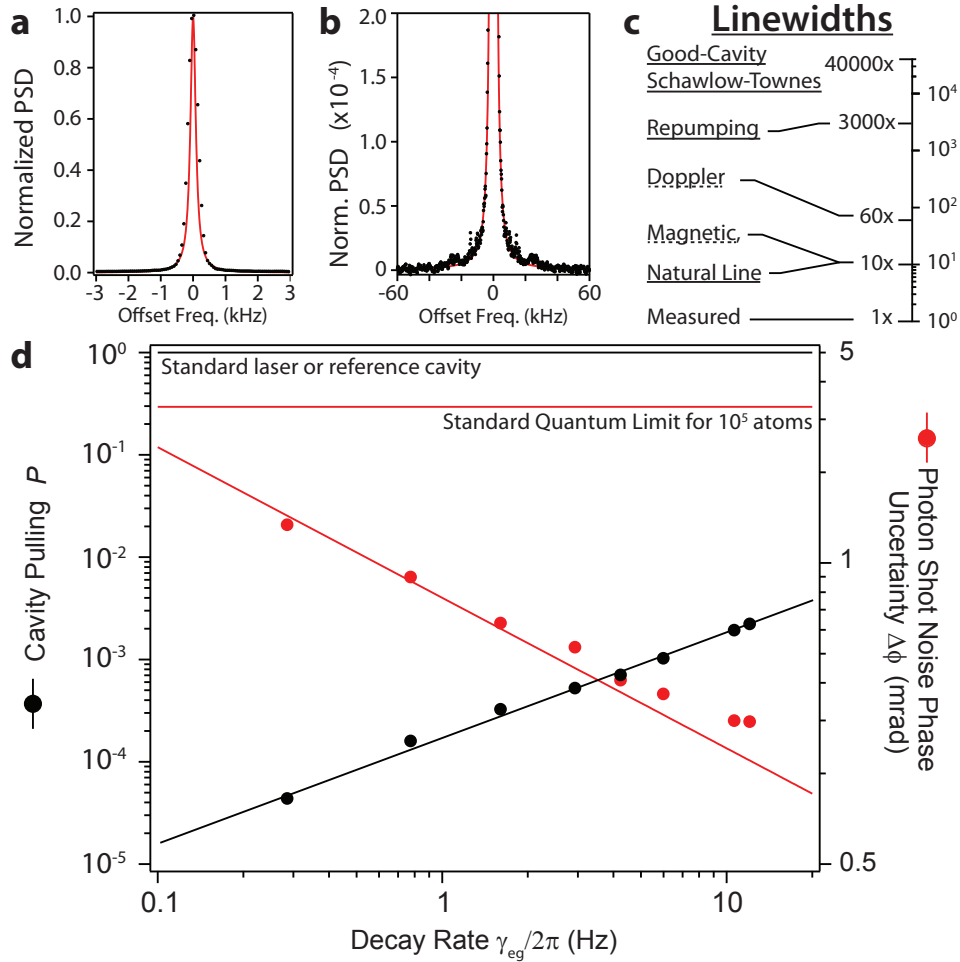 a
Normalized PSD
1.0
0.8
0.6
0.4
0.2
0.0
-3 -2 -1 0 1 2 3
Offset Freq. (kHz)
b
Norm. PSD (x10⁻⁴)
2.0
1.5
1.0
0.5
0
-60 0 60
Offset Freq. (kHz)
c
Linewidths
Good-Cavity
Schawlow-Townes
40000x
Repumping
3000x
Doppler
60x
Magnetic,
Natural Line
10x
Measured
1x
10⁴
10³
10²
10¹
10⁰
d
Cavity Pulling P
10⁰
10⁻¹
10⁻²
10⁻³
10⁻⁴
10⁻⁵
Standard laser or reference cavity
Standard Quantum Limit for 10⁵ atoms
5
1
0.5
Photon Shot Noise Phase
Uncertainty Δϕ (mrad)
0.1 1 10
Decay Rate γeg/2π (Hz)